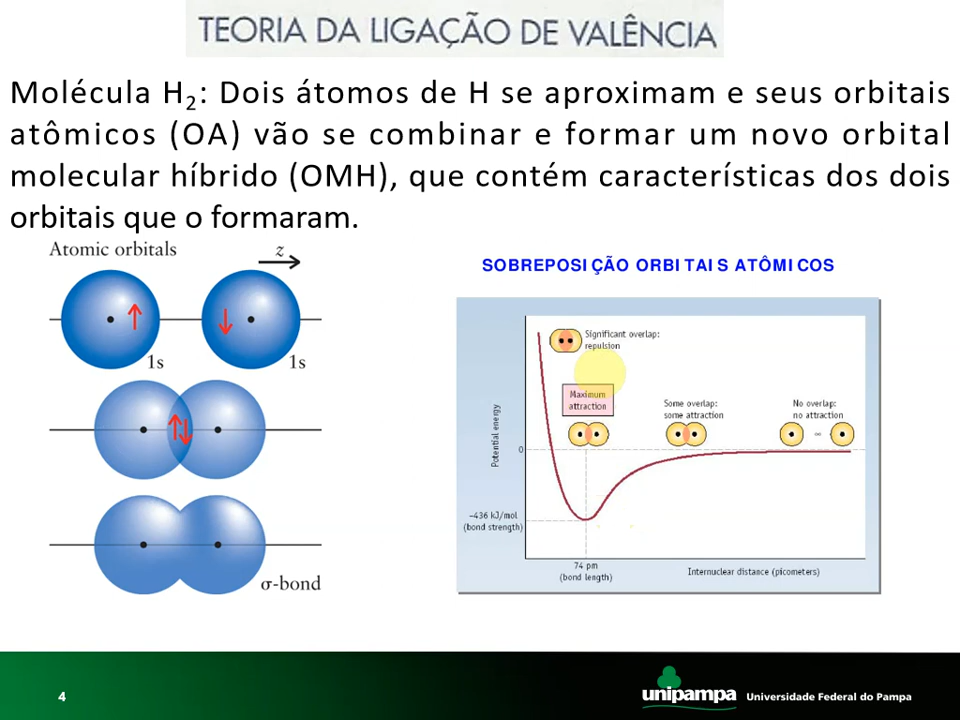 TEORIA DA LIGAÇÃO DE VALÊNCIA
Molécula H₂: Dois átomos de H se aproximam e seus orbitais
atômicos (OA) vão se combinar e formar um novo orbital
molecular híbrido (OMH), que contém características dos dois
orbitais que o formaram.
Atomic orbitals
z
1s
1s
σ-bond
SOBREPOSIÇÃO ORBITAIS ATÔMICOS
Significant overlap:
repulsion
Maximum
attraction
Some overlap:
some attraction
No overlap:
no attraction
∞
Potential energy
0
−436 kJ/mol
(bond strength)
74 pm
(bond length)
Internuclear distance (picometers)
4
unipampa
Universidade Federal do Pampa